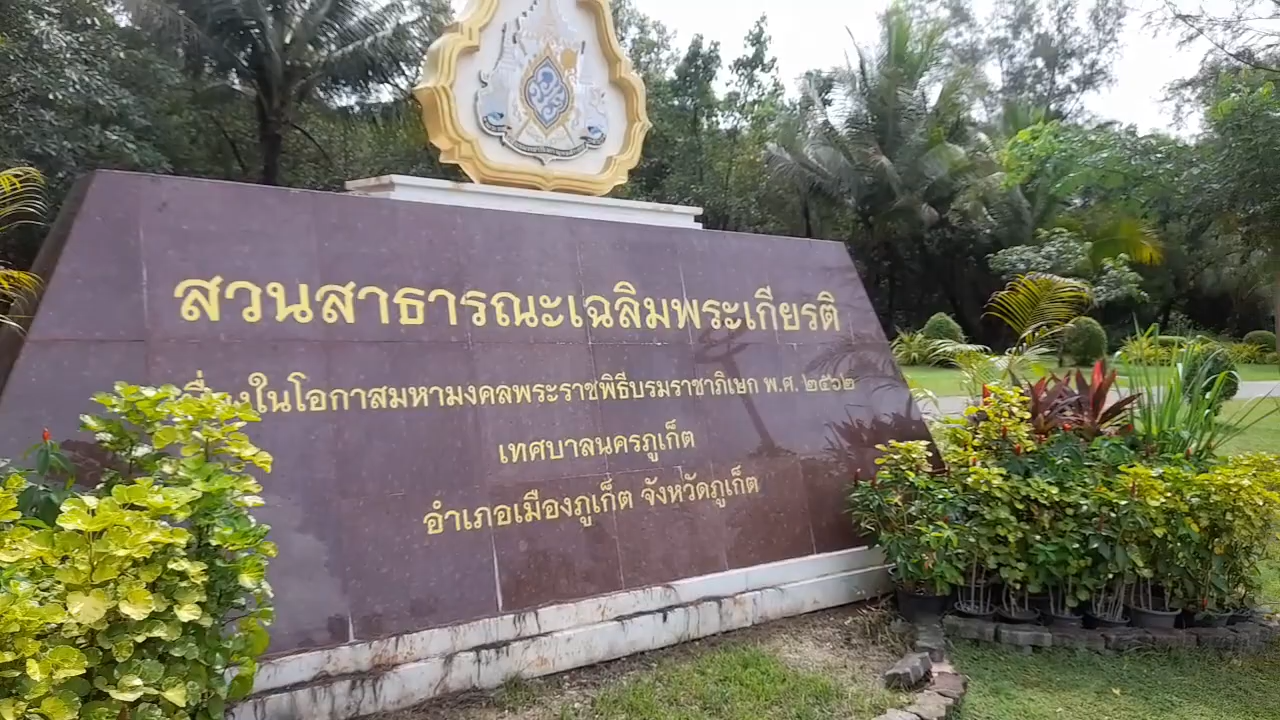 สวนสาธารณะเฉลิมพระเกียรติ
เนื่องในโอกาสมหามงคลพระราชพิธีบรมราชาภิเษก พ.ศ. ๒๕๖๒
เทศบาลนครภูเก็ต
อำเภอเมืองภูเก็ต จังหวัดภูเก็ต